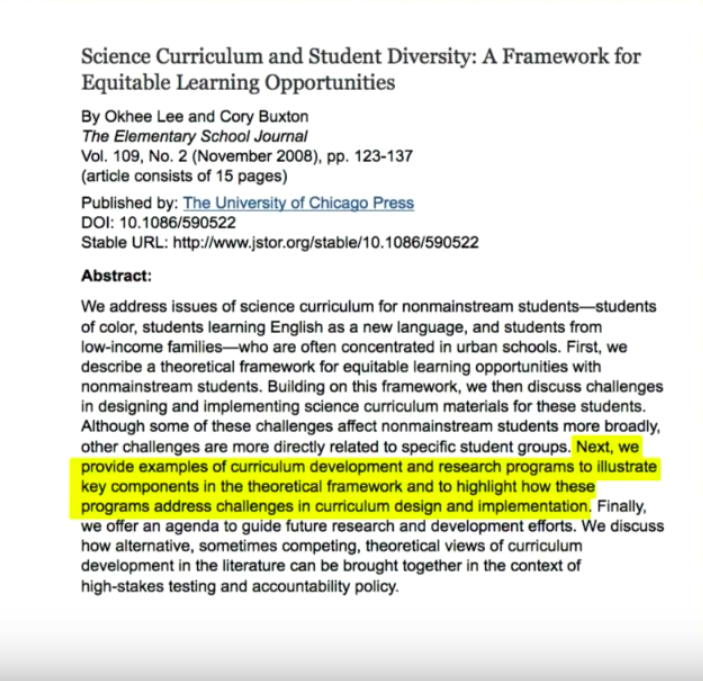 Science Curriculum and Student Diversity: A Framework for
Equitable Learning Opportunities
By Okhee Lee and Cory Buxton
The Elementary School Journal
Vol. 109, No. 2 (November 2008), pp. 123-137
(article consists of 15 pages)
Published by: The University of Chicago Press
DOI: 10.1086/590522
Stable URL: http://www.jstor.org/stable/10.1086/590522
Abstract:
We address issues of science curriculum for nonmainstream students—students
of color, students learning English as a new language, and students from
low-income families—who are often concentrated in urban schools. First, we
describe a theoretical framework for equitable learning opportunities with
nonmainstream students. Building on this framework, we then discuss challenges
in designing and implementing science curriculum materials for these students.
Although some of these challenges affect nonmainstream students more broadly,
other challenges are more directly related to specific student groups. Next, we
provide examples of curriculum development and research programs to illustrate
key components in the theoretical framework and to highlight how these
programs address challenges in curriculum design and implementation. Finally,
we offer an agenda to guide future research and development efforts. We discuss
how alternative, sometimes competing, theoretical views of curriculum
development in the literature can be brought together in the context of
high-stakes testing and accountability policy.